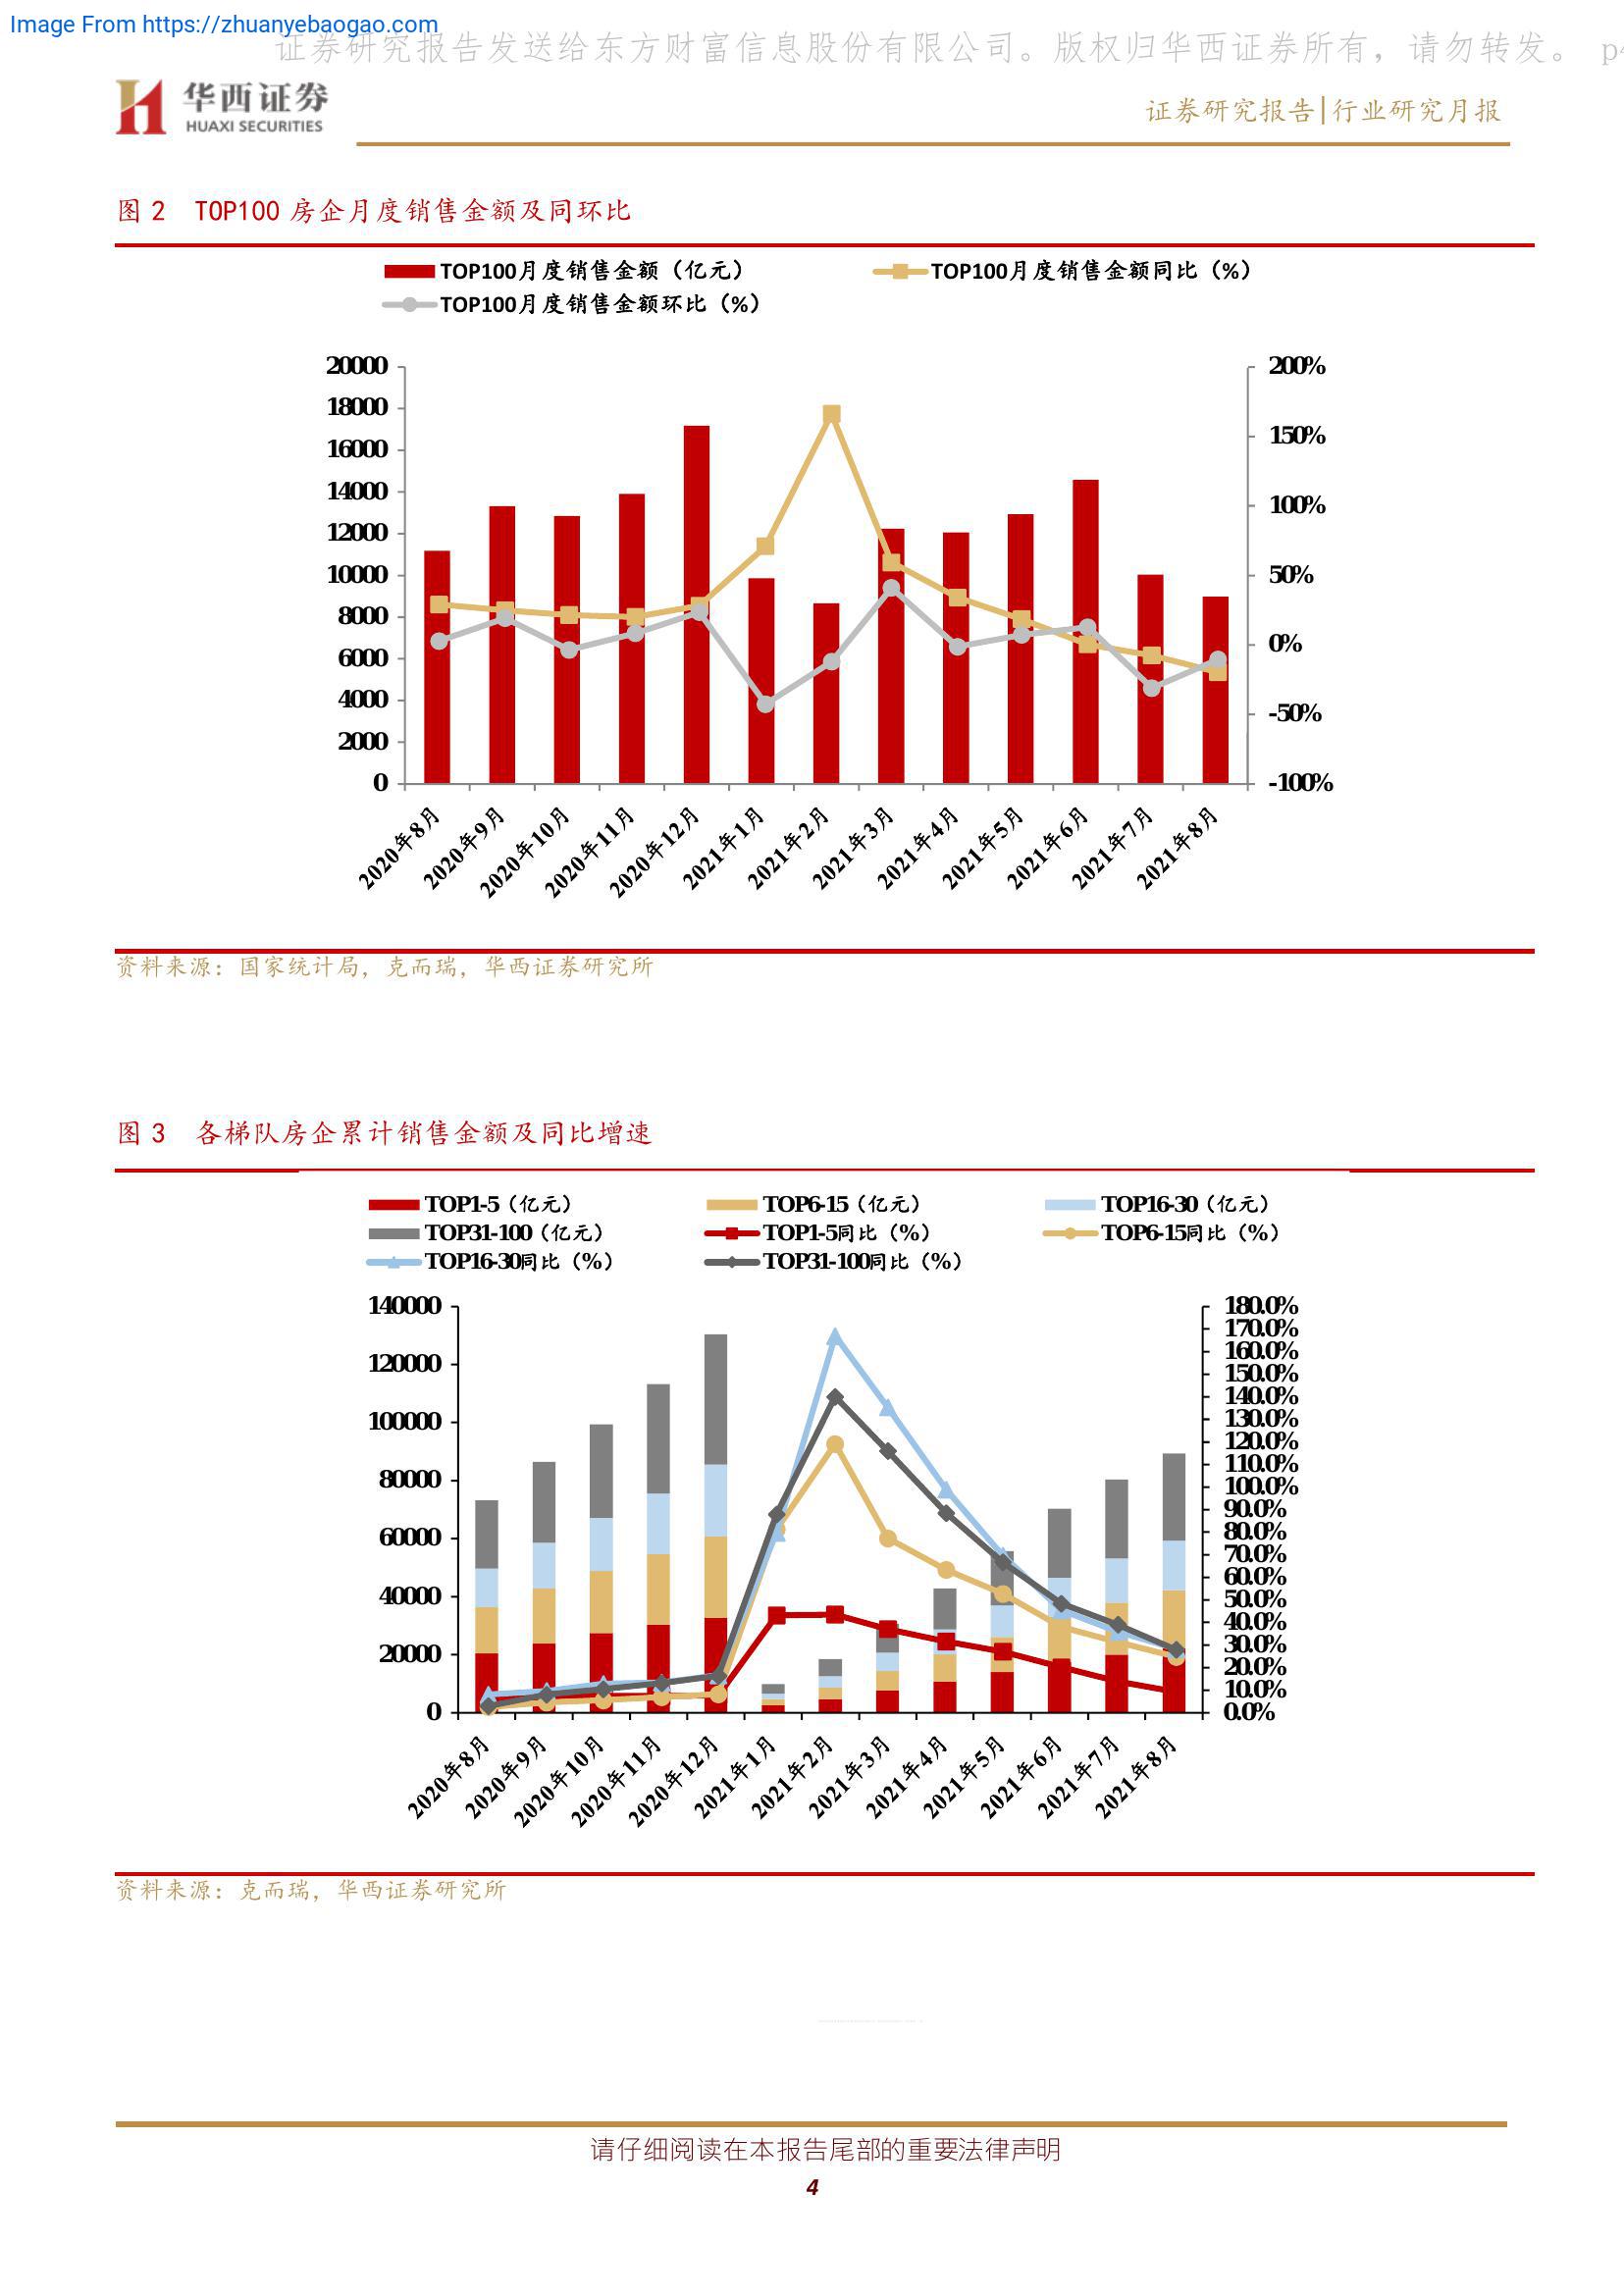 Image From https://zhuanyebaogao.com
证券研究报告发送给东方财富信息股份有限公司。版权归华西证券所有，请勿转发。 p4
华西证券
HUAXI SECURITIES
证券研究报告|行业研究月报
图 2 TOP100 房企月度销售金额及同环比
TOP100月度销售金额（亿元） TOP100月度销售金额同比（%）
TOP100月度销售金额环比（%）
20000 200%
18000
16000 150%
14000
12000 100%
10000 50%
8000
6000 0%
4000 -50%
2000
0 -100%
2020年8月 2020年9月 2020年10月 2020年11月 2020年12月 2021年1月 2021年2月 2021年3月 2021年4月 2021年5月 2021年6月 2021年7月 2021年8月
资料来源：国家统计局，克而瑞，华西证券研究所
图 3 各梯队房企累计销售金额及同比增速
TOP1-5（亿元） TOP6-15（亿元） TOP16-30（亿元）
TOP31-100（亿元） TOP1-5同比（%） TOP6-15同比（%）
TOP16-30同比（%） TOP31-100同比（%）
140000 180.0%
170.0%
120000 160.0%
150.0%
140.0%
100000 130.0%
120.0%
80000 110.0%
100.0%
90.0%
60000 80.0%
70.0%
60.0%
40000 50.0%
40.0%
20000 30.0%
20.0%
10.0%
0 0.0%
2020年8月 2020年9月 2020年10月 2020年11月 2020年12月 2021年1月 2021年2月 2021年3月 2021年4月 2021年5月 2021年6月 2021年7月 2021年8月
资料来源：克而瑞，华西证券研究所
请仔细阅读在本报告尾部的重要法律声明
4